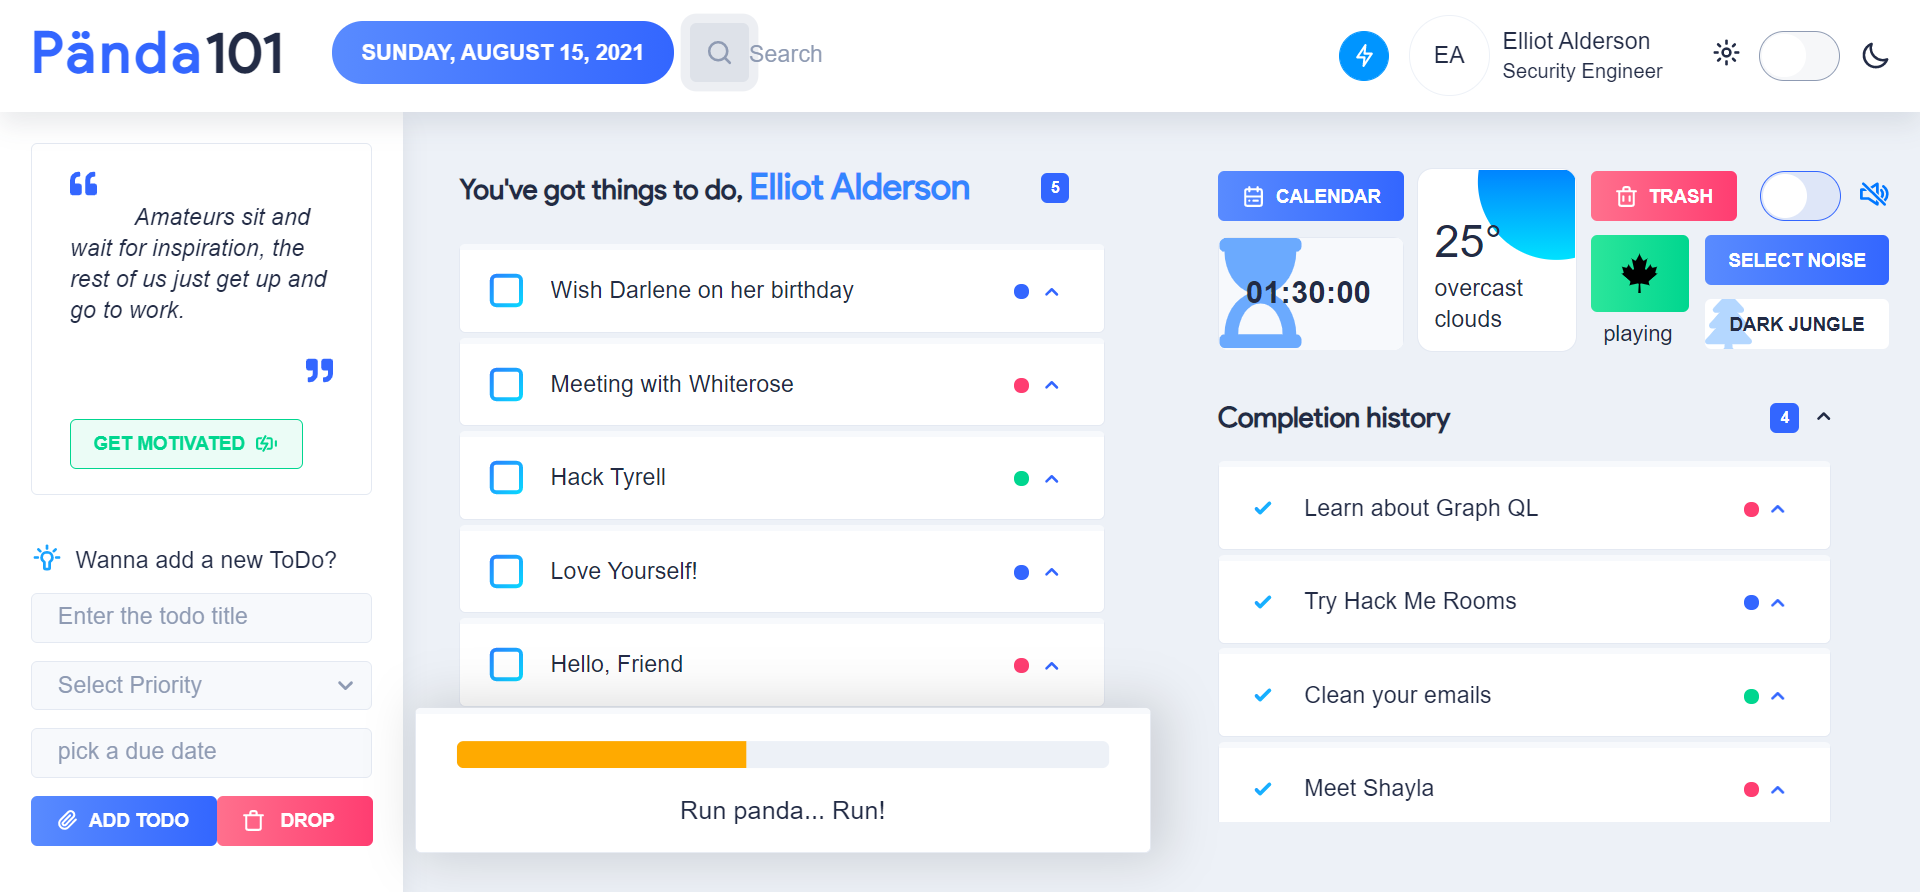 Pända101
SUNDAY, AUGUST 15, 2021
Search
EA
Elliot Alderson
Security Engineer
Amateurs sit and
wait for inspiration, the
rest of us just get up and
go to work.
GET MOTIVATED
Wanna add a new ToDo?
Enter the todo title
Select Priority
pick a due date
ADD TODO
DROP
You've got things to do, Elliot Alderson
5
Wish Darlene on her birthday
Meeting with Whiterose
Hack Tyrell
Love Yourself!
Hello, Friend
Run panda... Run!
CALENDAR
01:30:00
25°
overcast
clouds
TRASH
playing
SELECT NOISE
DARK JUNGLE
Completion history
4
Learn about Graph QL
Try Hack Me Rooms
Clean your emails
Meet Shayla